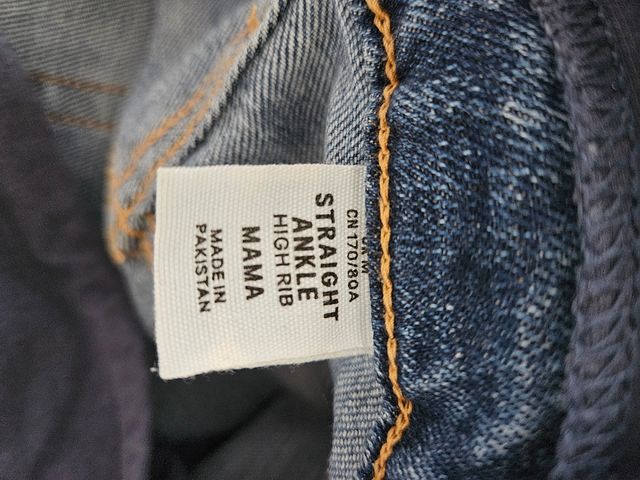 CN 170/80A
STRAIGHT
ANKLE
HIGH RIB
MAMA
MADE IN
PAKISTAN